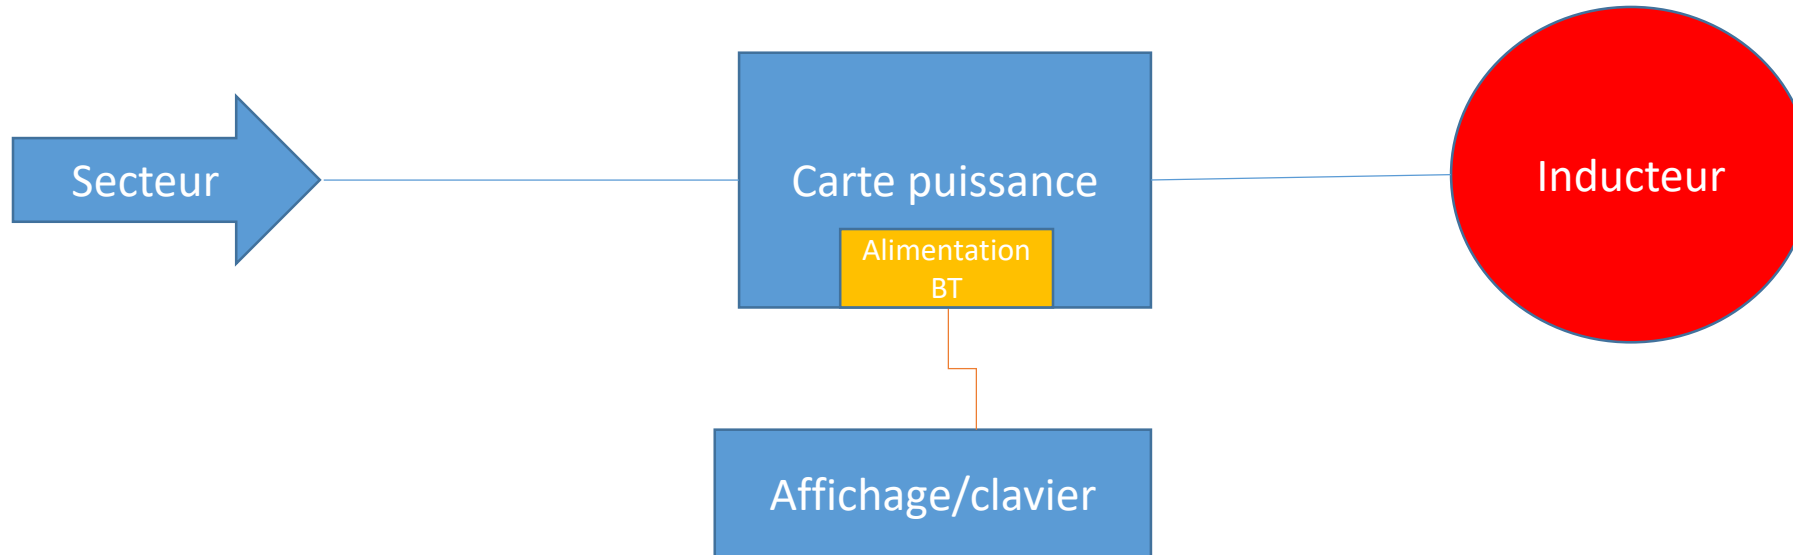 Secteur
Carte puissance
Alimentation
BT
Inducteur
Affichage/clavier